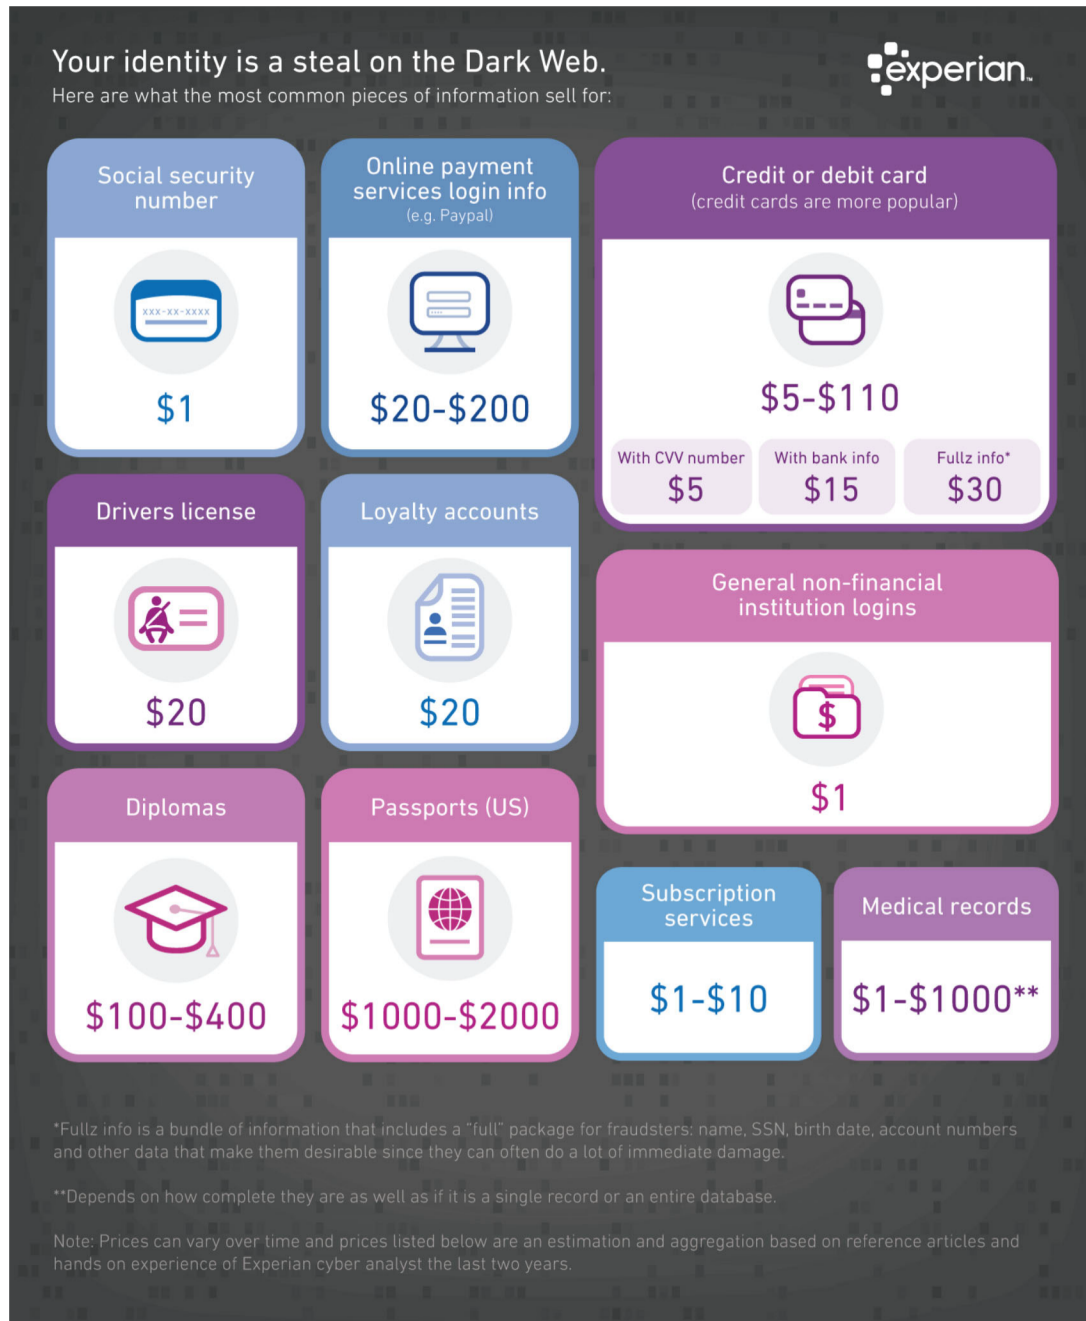 Your identity is a steal on the Dark Web.
Here are what the most common pieces of information sell for:
experian™
Social security
number
xxx-xx-xxxx
$1
Online payment
services login info
(e.g. Paypal)
$20-$200
Credit or debit card
(credit cards are more popular)
$5-$110
With CVV number
$5
With bank info
$15
Fullz info*
$30
Drivers license
$20
Loyalty accounts
$20
General non-financial
institution logins
$
$1
Diplomas
$100-$400
Passports (US)
$1000-$2000
Subscription
services
$1-$10
Medical records
$1-$1000**
*Fullz info is a bundle of information that includes a “full” package for fraudsters: name, SSN, birth date, account numbers
and other data that make them desirable since they can often do a lot of immediate damage.
**Depends on how complete they are as well as if it is a single record or an entire database.
Note: Prices can vary over time and prices listed below are an estimation and aggregation based on reference articles and
hands on experience of Experian cyber analyst the last two years.